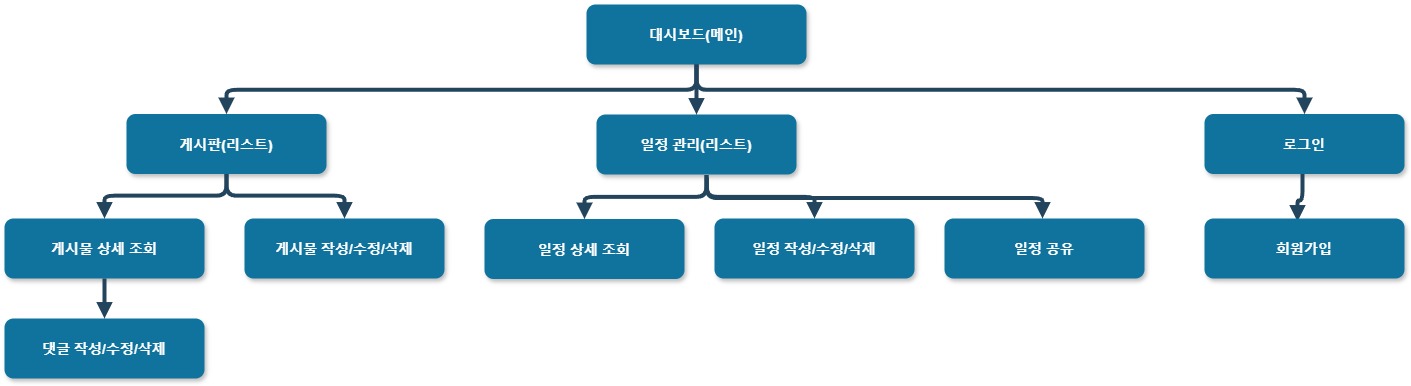 대시보드(메인)
게시판(리스트)
일정 관리(리스트)
로그인
게시물 상세 조회
게시물 작성/수정/삭제
일정 상세 조회
일정 작성/수정/삭제
일정 공유
회원가입
댓글 작성/수정/삭제